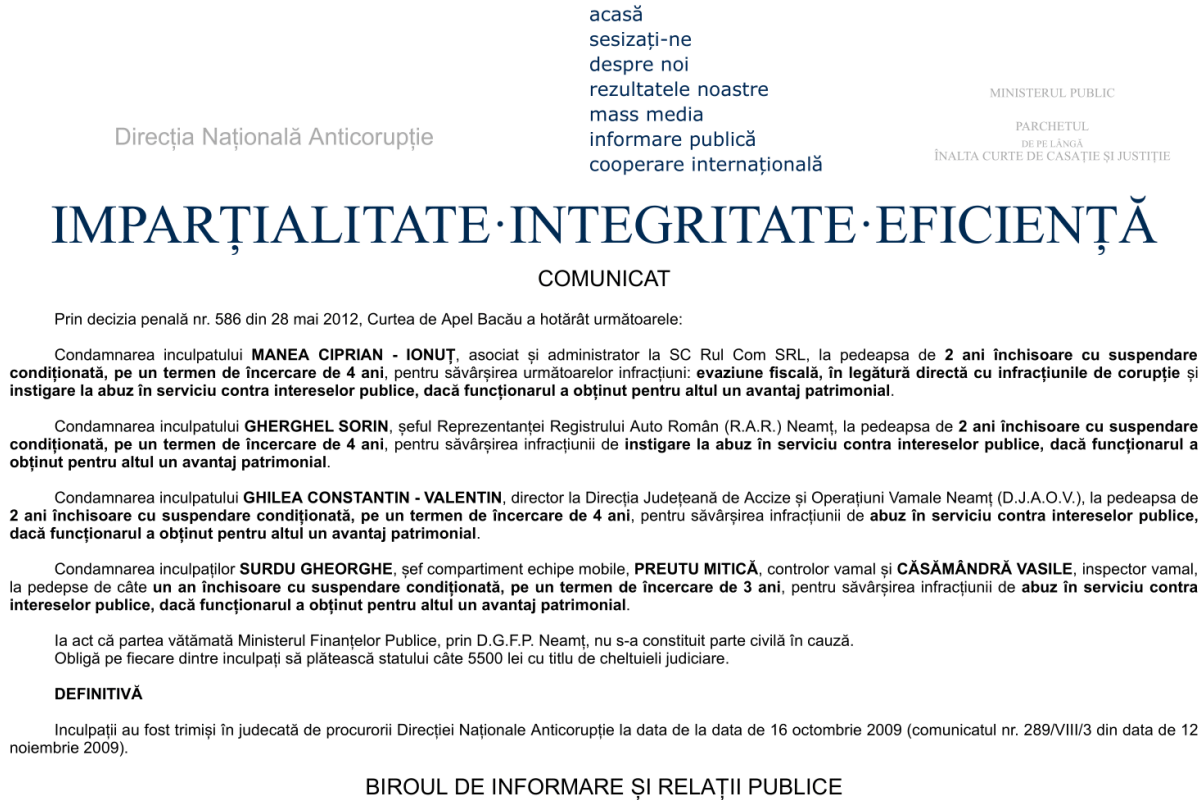 acasă
sesizați-ne
despre noi
rezultatele noastre
mass media
informare publică
cooperare internațională
Direcția Națională Anticorupție
MINISTERUL PUBLIC
PARCHETUL
DE PE LÂNGĂ
ÎNALTA CURTE DE CASAȚIE ȘI JUSTIȚIE
IMPARȚIALITATE·INTEGRITATE·EFICIENȚĂ
COMUNICAT
Prin decizia penală nr. 586 din 28 mai 2012, Curtea de Apel Bacău a hotărât următoarele:
Condamnarea inculpatului MANEA CIPRIAN - IONUȚ, asociat și administrator la SC Rul Com SRL, la pedeapsa de 2 ani închisoare cu suspendare
condiționată, pe un termen de încercare de 4 ani, pentru săvârșirea următoarelor infracțiuni: evaziune fiscală, în legătură directă cu infracțiunile de corupție și
instigare la abuz în serviciu contra intereselor publice, dacă funcționarul a obținut pentru altul un avantaj patrimonial.
Condamnarea inculpatului GHERGHEL SORIN, șeful Reprezentanței Registrului Auto Român (R.A.R.) Neamț, la pedeapsa de 2 ani închisoare cu suspendare
condiționată, pe un termen de încercare de 4 ani, pentru săvârșirea infracțiunii de instigare la abuz în serviciu contra intereselor publice, dacă funcționarul a
obținut pentru altul un avantaj patrimonial.
Condamnarea inculpatului GHILEA CONSTANTIN - VALENTIN, director la Direcția Județeană de Accize și Operațiuni Vamale Neamț (D.J.A.O.V.), la pedeapsa de
2 ani închisoare cu suspendare condiționată, pe un termen de încercare de 4 ani, pentru săvârșirea infracțiunii de abuz în serviciu contra intereselor publice,
dacă funcționarul a obținut pentru altul un avantaj patrimonial.
Condamnarea inculpaților SURDU GHEORGHE, șef compartiment echipe mobile, PREUTU MITICĂ, controlor vamal și CĂSĂMÂNDRĂ VASILE, inspector vamal,
la pedepse de câte un an închisoare cu suspendare condiționată, pe un termen de încercare de 3 ani, pentru săvârșirea infracțiunii de abuz în serviciu contra
intereselor publice, dacă funcționarul a obținut pentru altul un avantaj patrimonial.
Ia act că partea vătămată Ministerul Finanțelor Publice, prin D.G.F.P. Neamț, nu s-a constituit parte civilă în cauză.
Obligă pe fiecare dintre inculpați să plătească statului câte 5500 lei cu titlu de cheltuieli judiciare.
DEFINITIVĂ
Inculpații au fost trimiși în judecată de procurorii Direcției Naționale Anticorupție la data de la data de 16 octombrie 2009 (comunicatul nr. 289/VIII/3 din data de 12
noiembrie 2009).
BIROUL DE INFORMARE ȘI RELAȚII PUBLICE